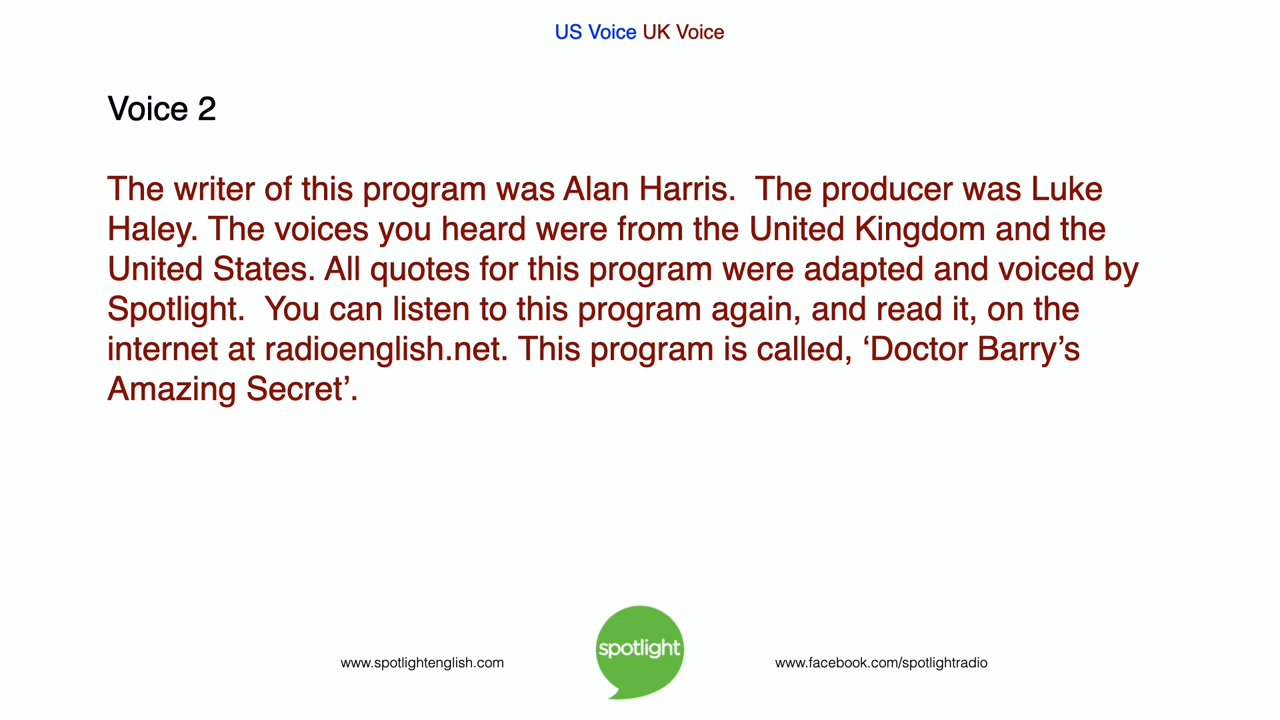 US Voice UK Voice
Voice 2
The writer of this program was Alan Harris.  The producer was Luke
Haley. The voices you heard were from the United Kingdom and the
United States. All quotes for this program were adapted and voiced by
Spotlight.  You can listen to this program again, and read it, on the
internet at radioenglish.net. This program is called, ‘Doctor Barry’s
Amazing Secret’.
www.spotlightenglish.com
spotlight
www.facebook.com/spotlightradio